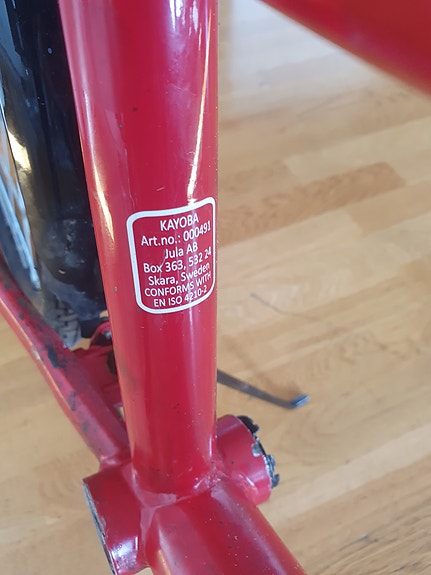 KAYOBA
Art.no.: 000491
Jula AB
Box 363, 532 24
Skara, Sweden
CONFORMS WITH
EN ISO 4210-2